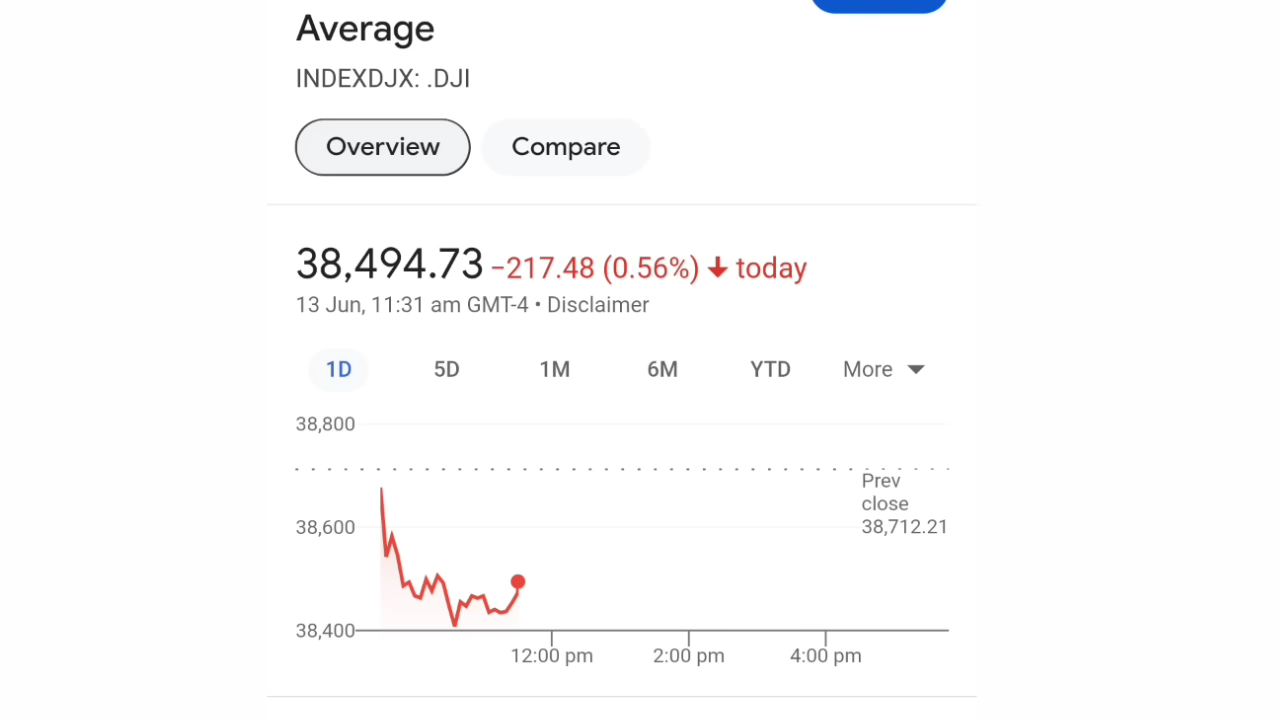 Average
INDEXDJX: .DJI
Overview Compare
38,494.73 −217.48 (0.56%) ↓ today
13 Jun, 11:31 am GMT-4 • Disclaimer
1D 5D 1M 6M YTD More
38,800
Prev
close
38,600 38,712.21
38,400
12:00 pm 2:00 pm 4:00 pm